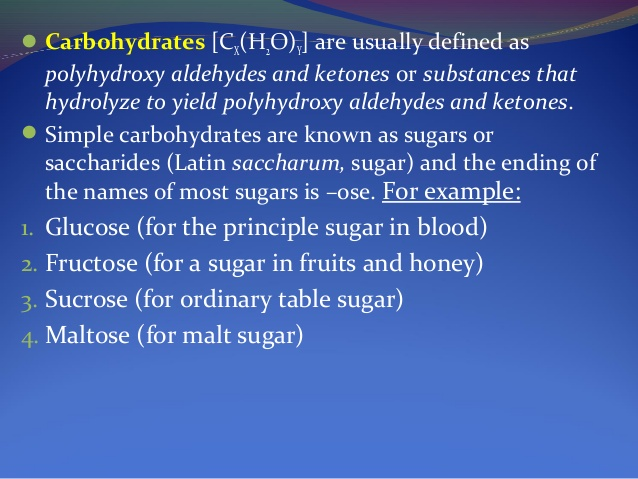 Carbohydrates [Cx(H2O)y] are usually defined as
polyhydroxy aldehydes and ketones or substances that
hydrolyze to yield polyhydroxy aldehydes and ketones.
Simple carbohydrates are known as sugars or
saccharides (Latin saccharum, sugar) and the ending of
the names of most sugars is –ose. For example:
1. Glucose (for the principle sugar in blood)
2. Fructose (for a sugar in fruits and honey)
3. Sucrose (for ordinary table sugar)
4. Maltose (for malt sugar)